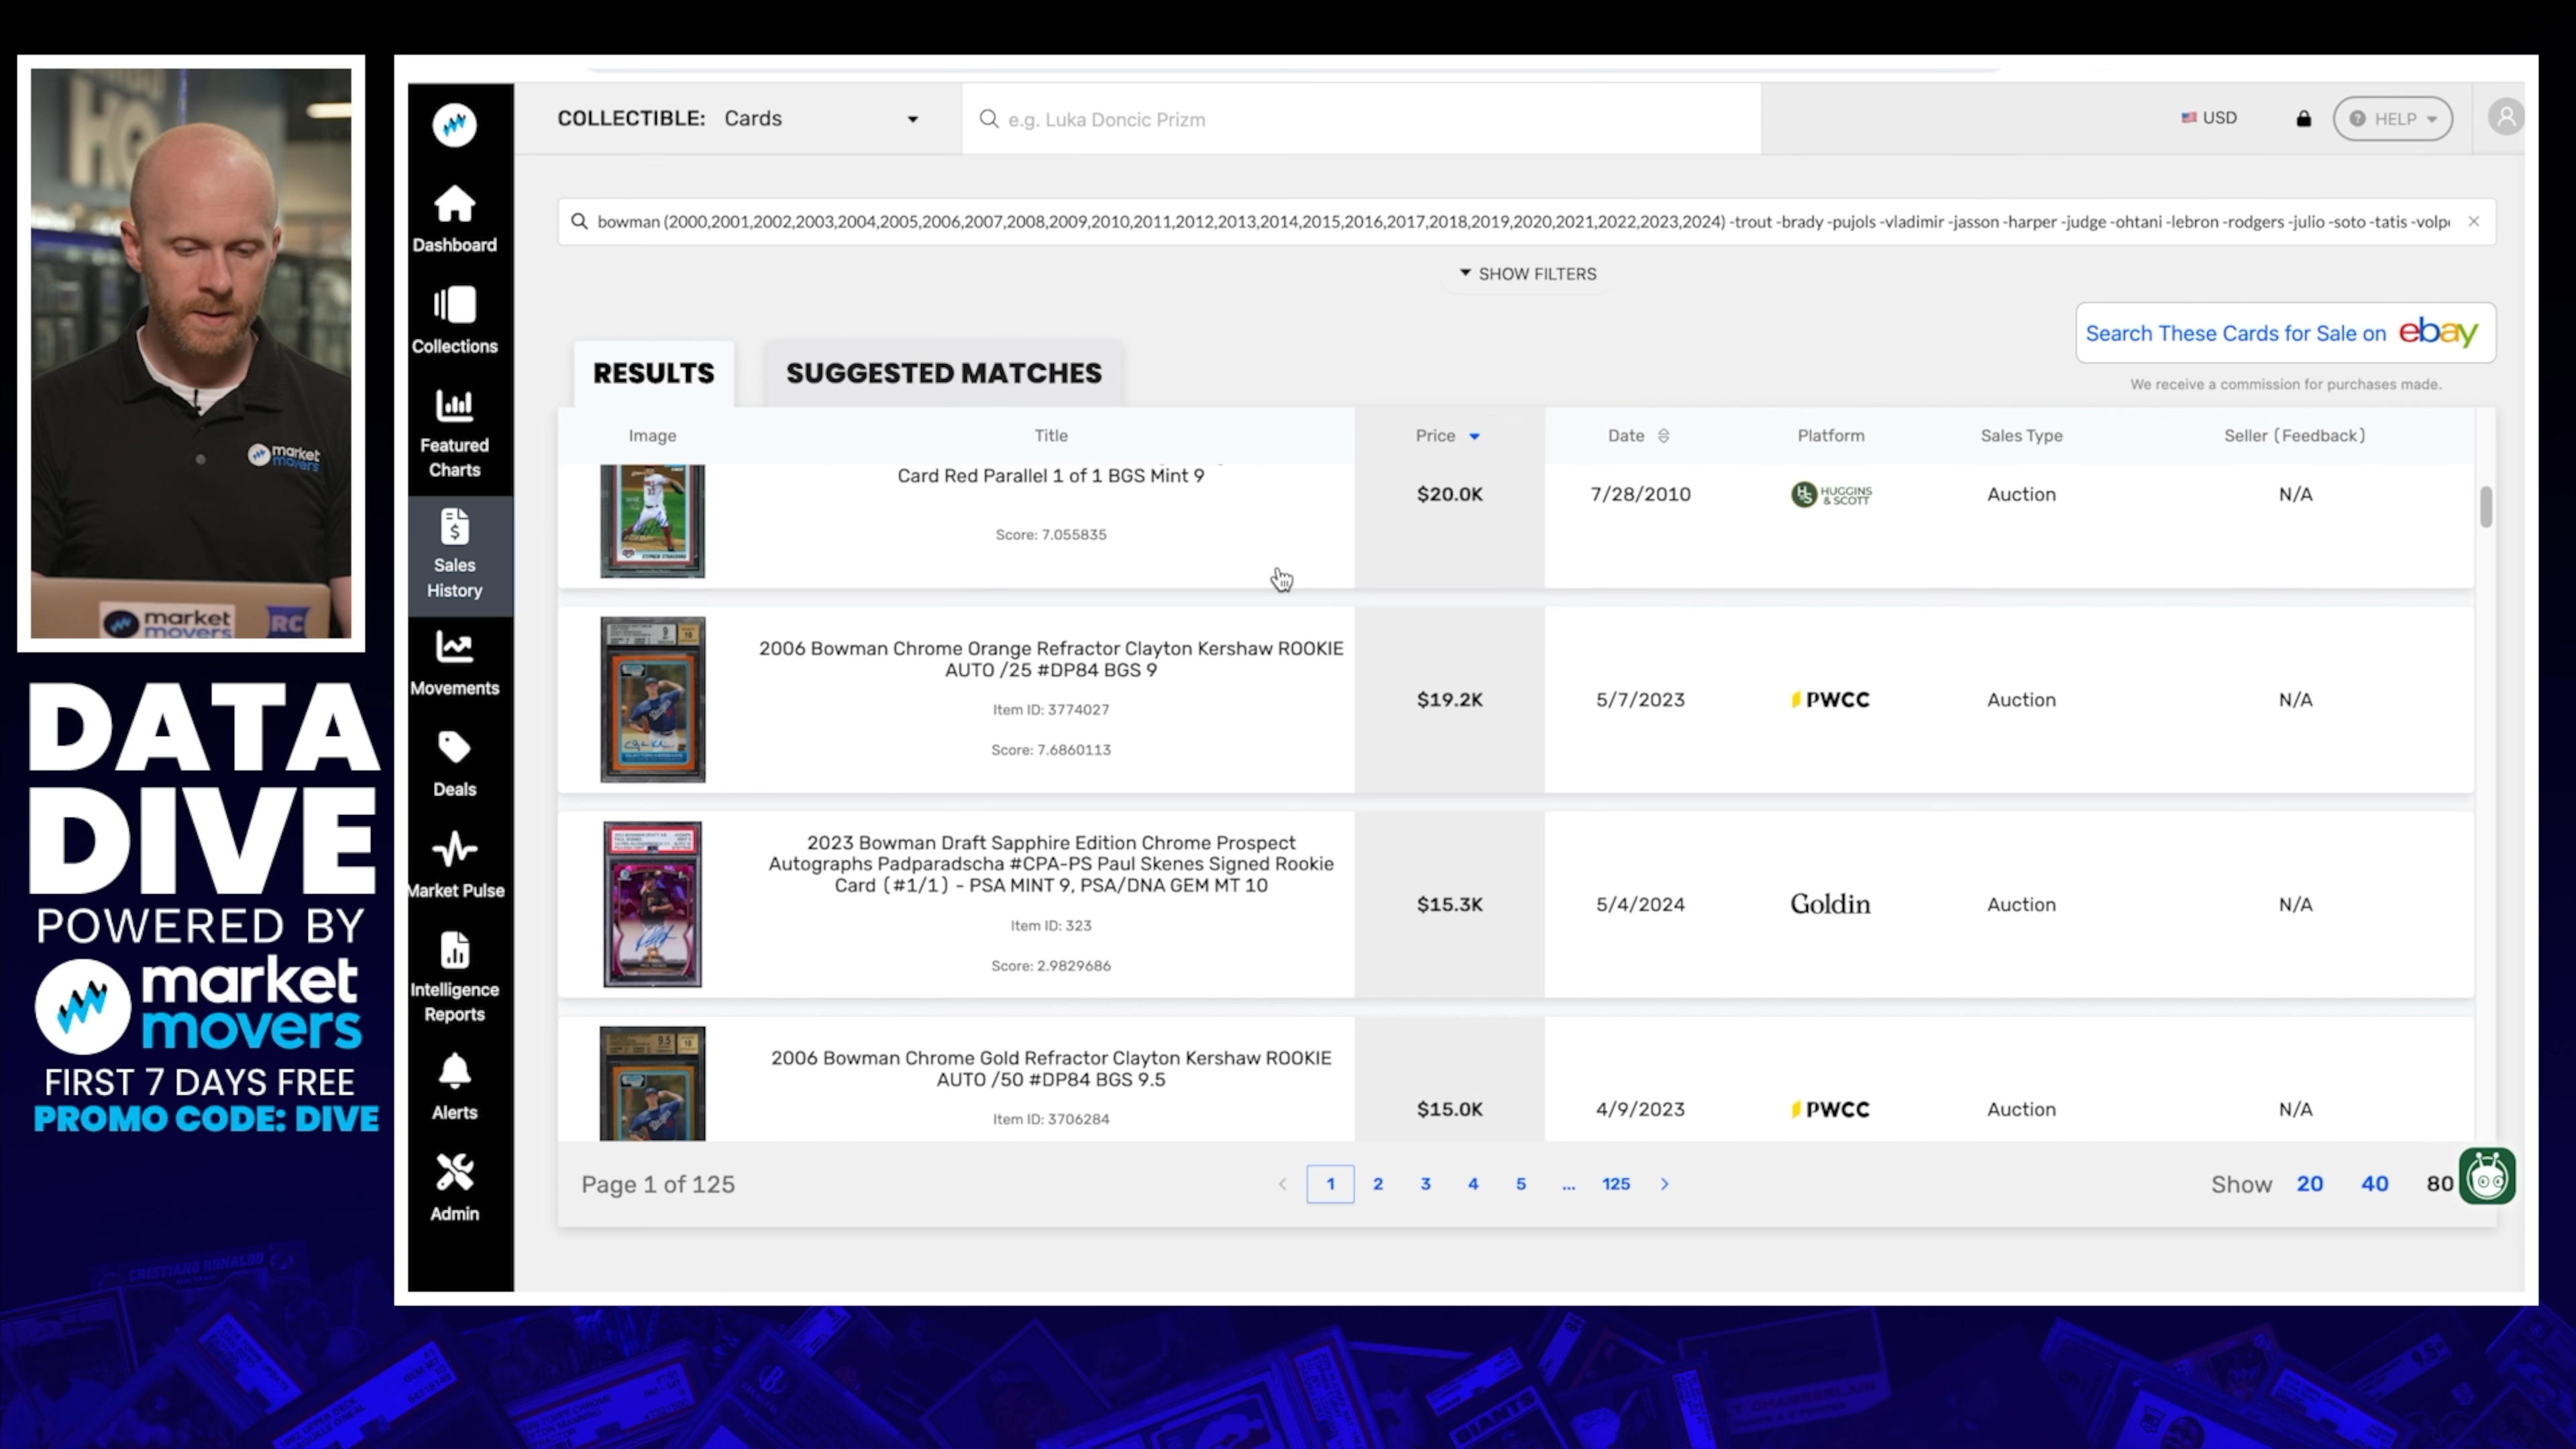 market
movers
market
movers
RC
DATA
DIVE
POWERED BY
market
movers
FIRST 7 DAYS FREE
PROMO CODE: DIVE
COLLECTIBLE: Cards
e.g. Luka Doncic Prizm
USD
HELP
Dashboard
Collections
Featured
Charts
Sales
History
Movements
Deals
Market Pulse
Intelligence
Reports
Alerts
Admin
bowman (2000,2001,2002,2003,2004,2005,2006,2007,2008,2009,2010,2011,2012,2013,2014,2015,2016,2017,2018,2019,2020,2021,2022,2023,2024) -trout -brady -pujols -vladimir -jasson -harper -judge -ohtani -lebron -rodgers -julio -soto -tatis -volp
SHOW FILTERS
Search These Cards for Sale on ebay
We receive a commission for purchases made.
RESULTS SUGGESTED MATCHES
Image Title Price Date Platform Sales Type Seller (Feedback)
Card Red Parallel 1 of 1 BGS Mint 9
Score: 7.055835
$20.0K 7/28/2010 HUGGINS & SCOTT Auction N/A
2006 Bowman Chrome Orange Refractor Clayton Kershaw ROOKIE
AUTO /25 #DP84 BGS 9
Item ID: 3774027
Score: 7.6860113
$19.2K 5/7/2023 PWCC Auction N/A
2023 Bowman Draft Sapphire Edition Chrome Prospect
Autographs Padparadscha #CPA-PS Paul Skenes Signed Rookie
Card (#1/1) - PSA MINT 9, PSA/DNA GEM MT 10
Item ID: 323
Score: 2.9829686
$15.3K 5/4/2024 Goldin Auction N/A
2006 Bowman Chrome Gold Refractor Clayton Kershaw ROOKIE
AUTO /50 #DP84 BGS 9.5
Item ID: 3706284
$15.0K 4/9/2023 PWCC Auction N/A
Page 1 of 125
1 2 3 4 5 ... 125
Show 20 40 80
CRISTIANO RONALDO
GIANTS